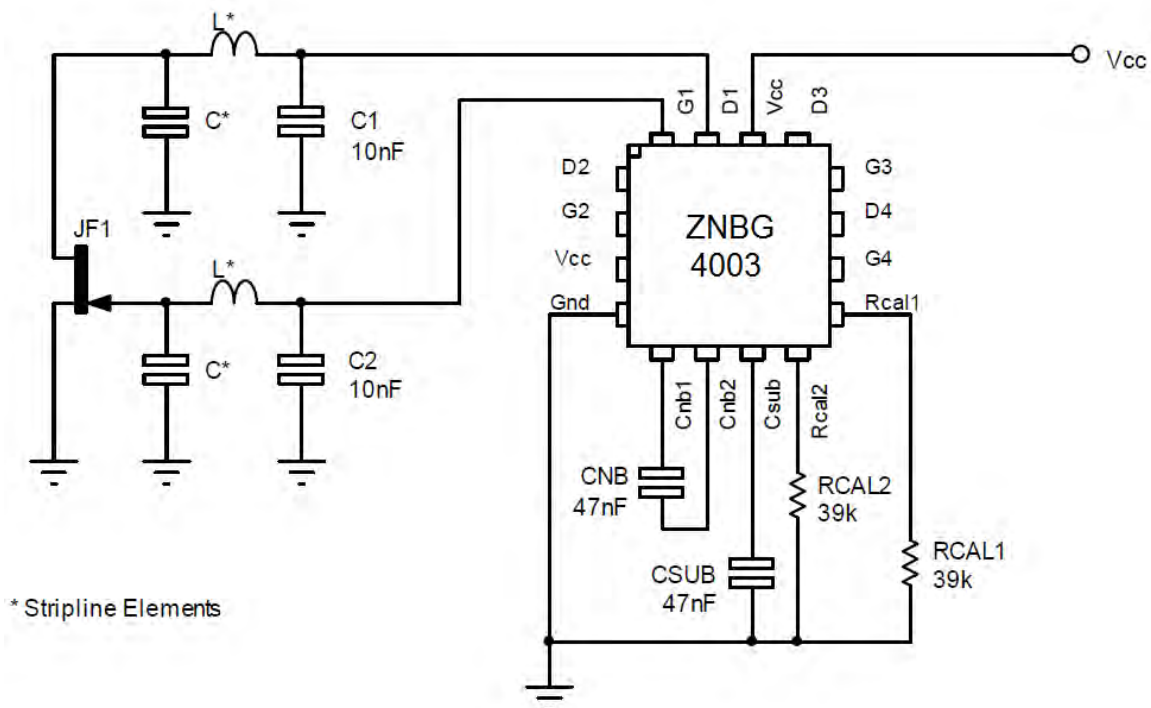 L*
C*
C1
10nF
JF1
L*
C*
C2
10nF
G1
D1
Vcc
D3
Vcc
D2
G2
Vcc
Gnd
ZNBG
4003
G3
D4
G4
Rcal1
Cnb1
Cnb2
Csub
Rcal2
CNB
47nF
CSUB
47nF
RCAL2
39k
RCAL1
39k
* Stripline Elements